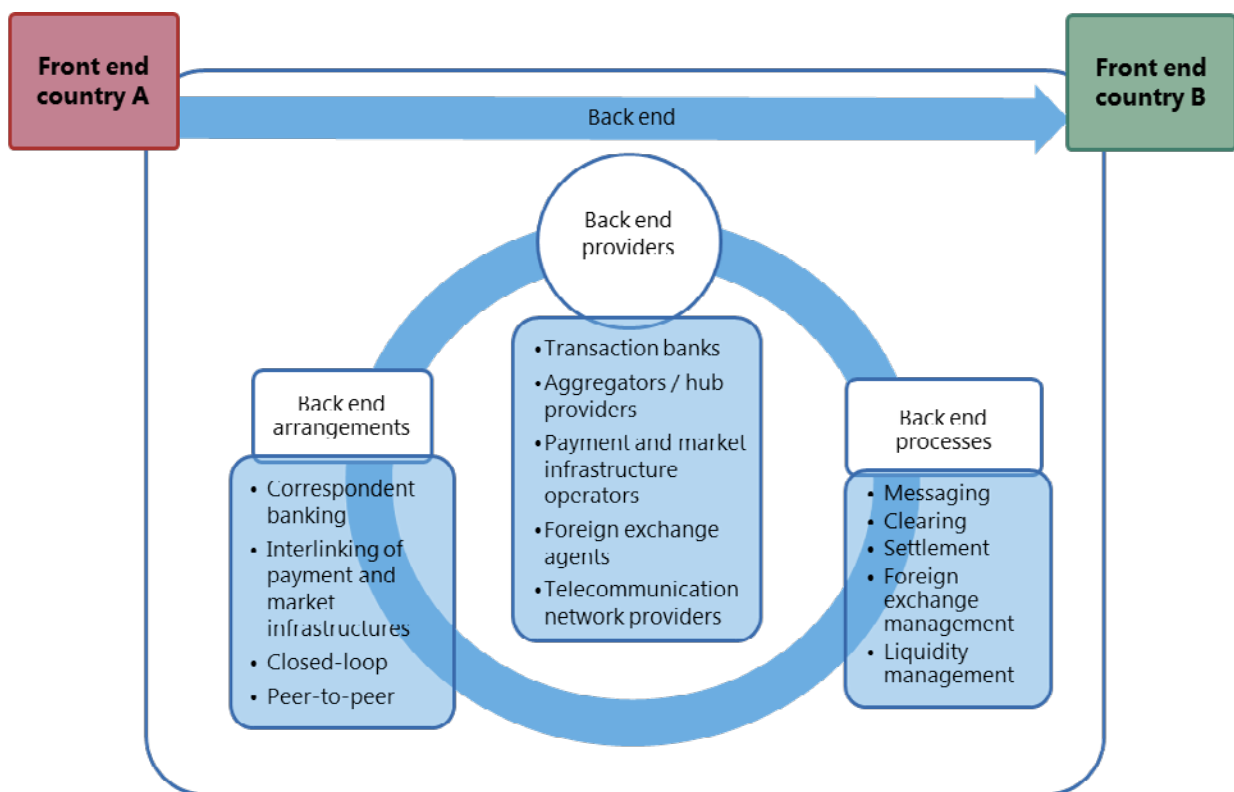 Front end
country A
Front end
country B
Back end
Back end
providers
• Transaction banks
• Aggregators / hub
providers
• Payment and market
infrastructure
operators
• Foreign exchange
agents
• Telecommunication
network providers
Back end
arrangements
• Correspondent
banking
• Interlinking of
payment and
market
infrastructures
• Closed-loop
• Peer-to-peer
Back end
processes
• Messaging
• Clearing
• Settlement
• Foreign
exchange
management
• Liquidity
management